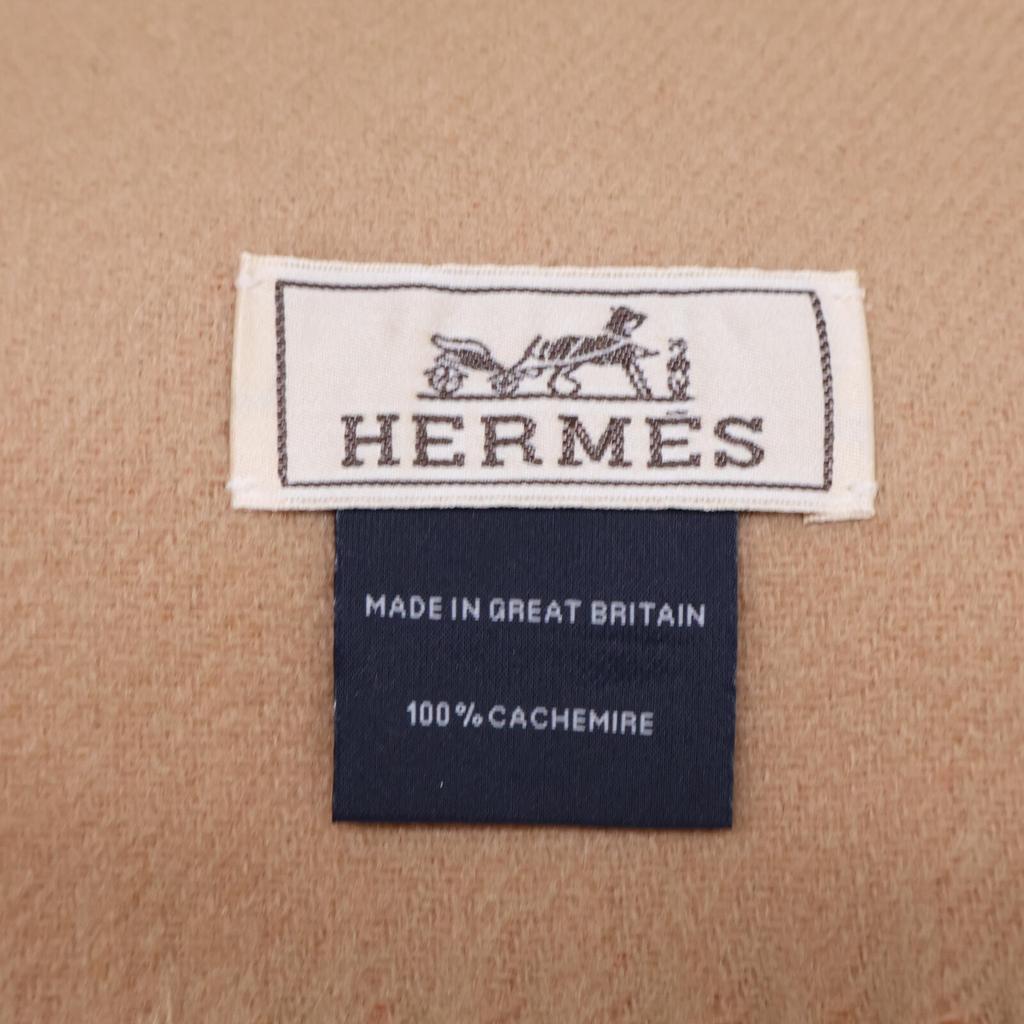 HERMÈS
MADE IN GREAT BRITAIN
100% CACHEMIRE